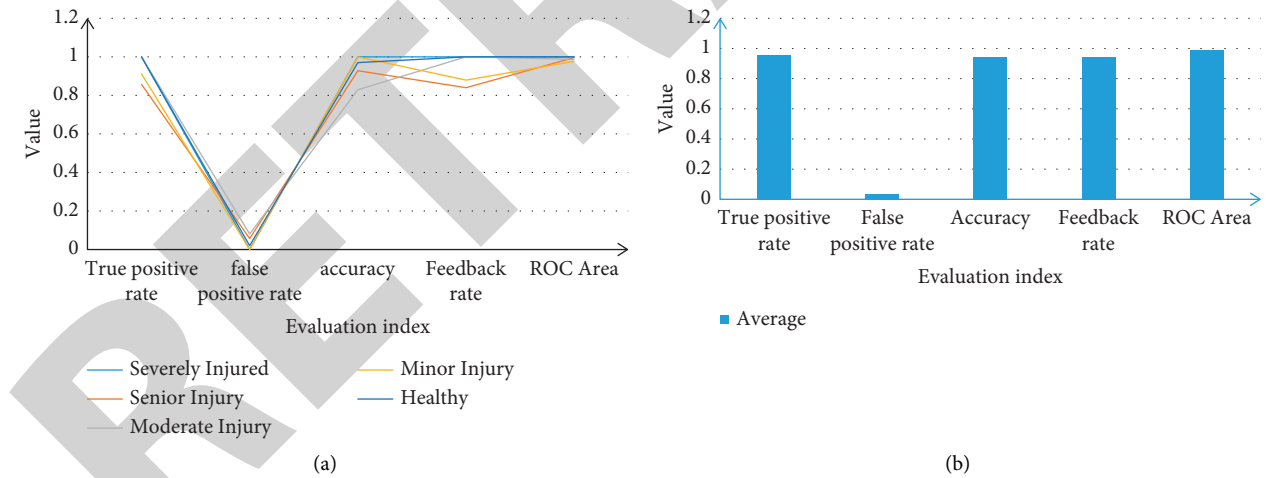 1.2
1
0.8
0.6
0.4
0.2
0
Value
True positive
rate
false
positive rate
accuracy
Feedback
rate
ROC Area
Evaluation index
Severely Injured
Senior Injury
Moderate Injury
Minor Injury
Healthy
(a)
1.2
1
0.8
0.6
0.4
0.2
0
Value
True positive
rate
False
positive rate
Accuracy
Feedback
rate
ROC Area
Evaluation index
Average
(b)
RETR